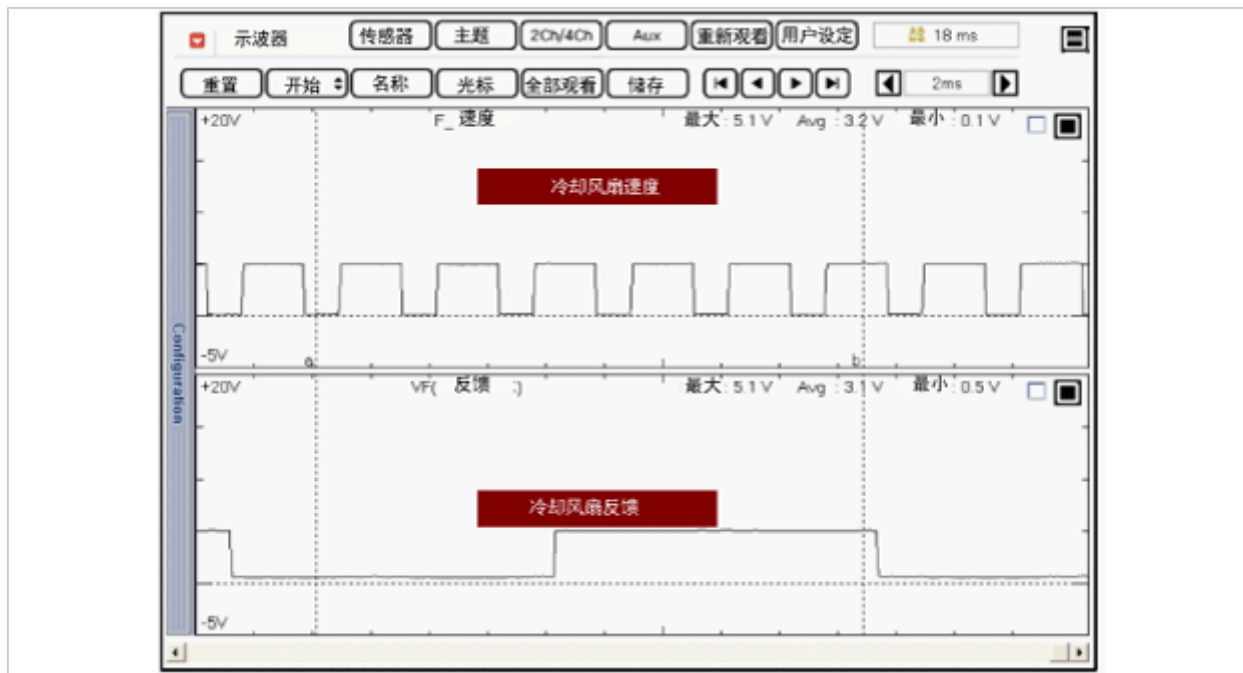 示波器 传感器 主题 2Ch/4Ch Aux 重新观看 用户设定 18 ms
重置 开始 名称 光标 全部观看 储存 2ms
+20V F_ 速度 最大: 5.1 V Avg : 3.2 V 最小: 0.1 V
冷却风扇速度
Configuration
-5V a b
+20V VF( 反馈 :) 最大: 5.1 V Avg : 3.1 V 最小: 0.5 V
冷却风扇反馈
-5V